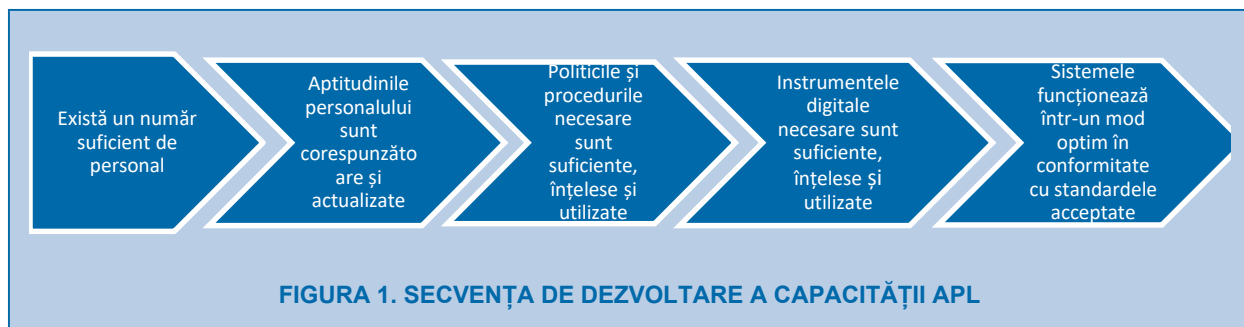 Există un număr
suficient de
personal
Aptitudinile
personalului
sunt
corespunzăto
are și
actualizate
Politicile și
procedurile
necesare
sunt
suficiente,
înțelese și
utilizate
Instrumentele
digitale
necesare sunt
suficiente,
înțelese și
utilizate
Sistemele
funcționează
într-un mod
optim în
conformitate
cu standardele
acceptate
FIGURA 1. SECVENȚA DE DEZVOLTARE A CAPACITĂȚII APL